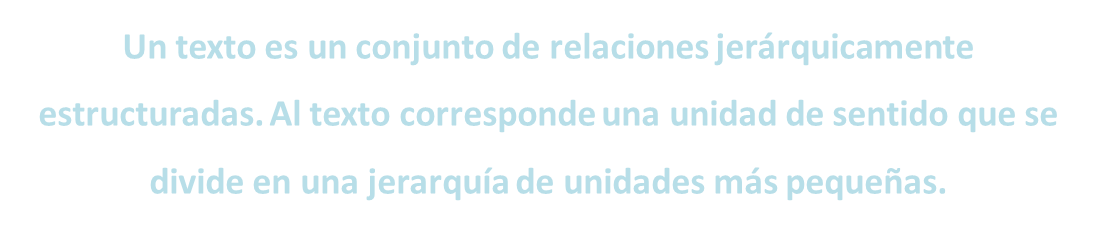 Un texto es un conjunto de relaciones jerárquicamente
estructuradas. Al texto corresponde una unidad de sentido que se
divide en una jerarquía de unidades más pequeñas.